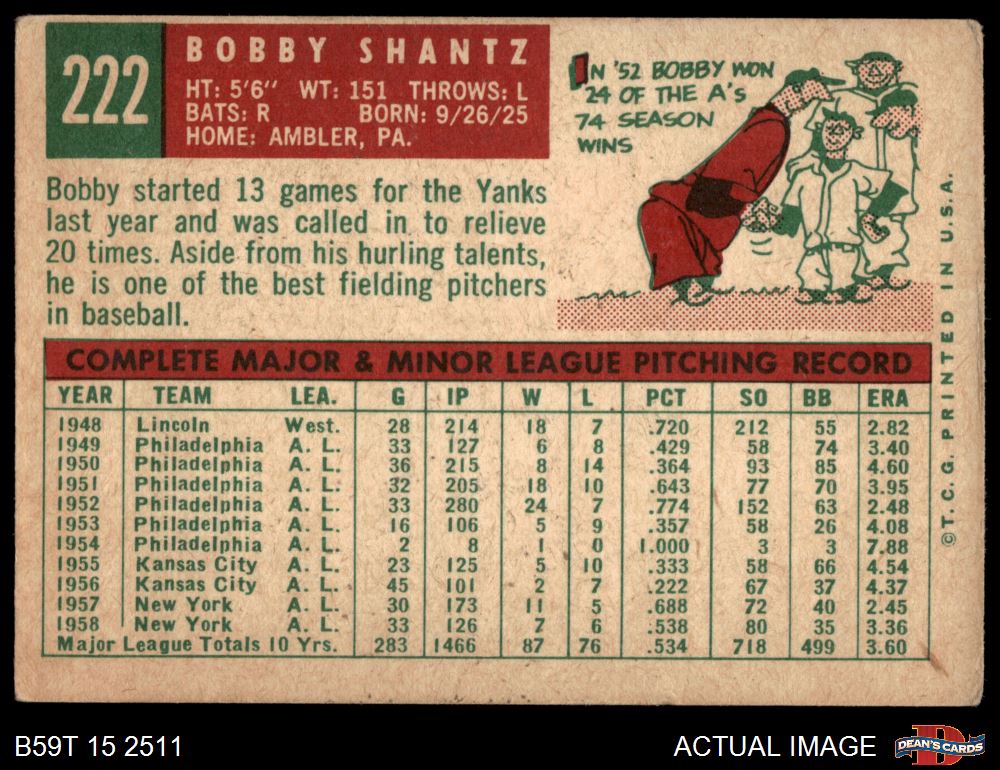 222
BOBBY SHANTZ
HT: 5'6" WT: 151 THROWS: L
BATS: R BORN: 9/26/25
HOME: AMBLER, PA.
IN '52 BOBBY WON
24 OF THE A's
74 SEASON
WINS
Bobby started 13 games for the Yanks
last year and was called in to relieve
20 times. Aside from his hurling talents,
he is one of the best fielding pitchers
in baseball.
COMPLETE MAJOR & MINOR LEAGUE PITCHING RECORD
YEAR TEAM LEA. G IP W L PCT SO BB ERA
1948 Lincoln West. 28 214 18 7 .720 212 55 2.82
1949 Philadelphia A. L. 33 127 6 8 .429 58 74 3.40
1950 Philadelphia A. L. 36 215 8 14 .364 93 85 4.60
1951 Philadelphia A. L. 32 205 18 10 .643 77 70 3.95
1952 Philadelphia A. L. 33 280 24 7 .774 152 63 2.48
1953 Philadelphia A. L. 16 106 5 9 .357 58 26 4.08
1954 Philadelphia A. L. 2 8 1 0 1.000 3 3 7.88
1955 Kansas City A. L. 23 125 5 10 .333 58 66 4.54
1956 Kansas City A. L. 45 101 2 7 .222 67 37 4.37
1957 New York A. L. 30 173 11 5 .688 72 40 2.45
1958 New York A. L. 33 126 7 6 .538 80 35 3.36
Major League Totals 10 Yrs. 283 1466 87 76 .534 718 499 3.60
© T. C. G. PRINTED IN U.S.A.
B59T 15 2511
ACTUAL IMAGE
D
DEAN'S CARDS